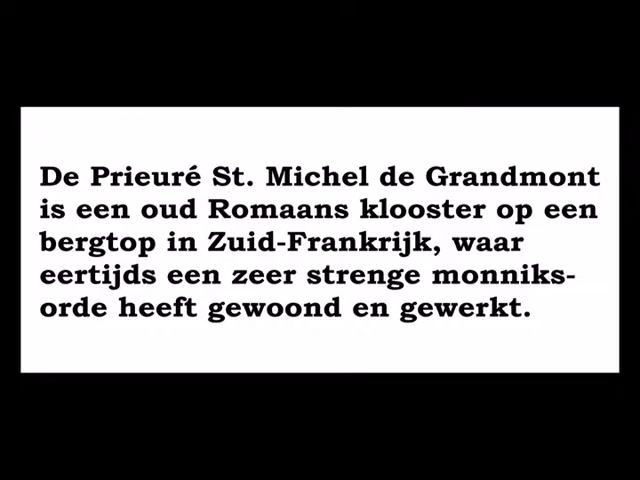 De Prieuré St. Michel de Grandmont
is een oud Romaans klooster op een
bergtop in Zuid-Frankrijk, waar
eertijds een zeer strenge monniks-
orde heeft gewoond en gewerkt.